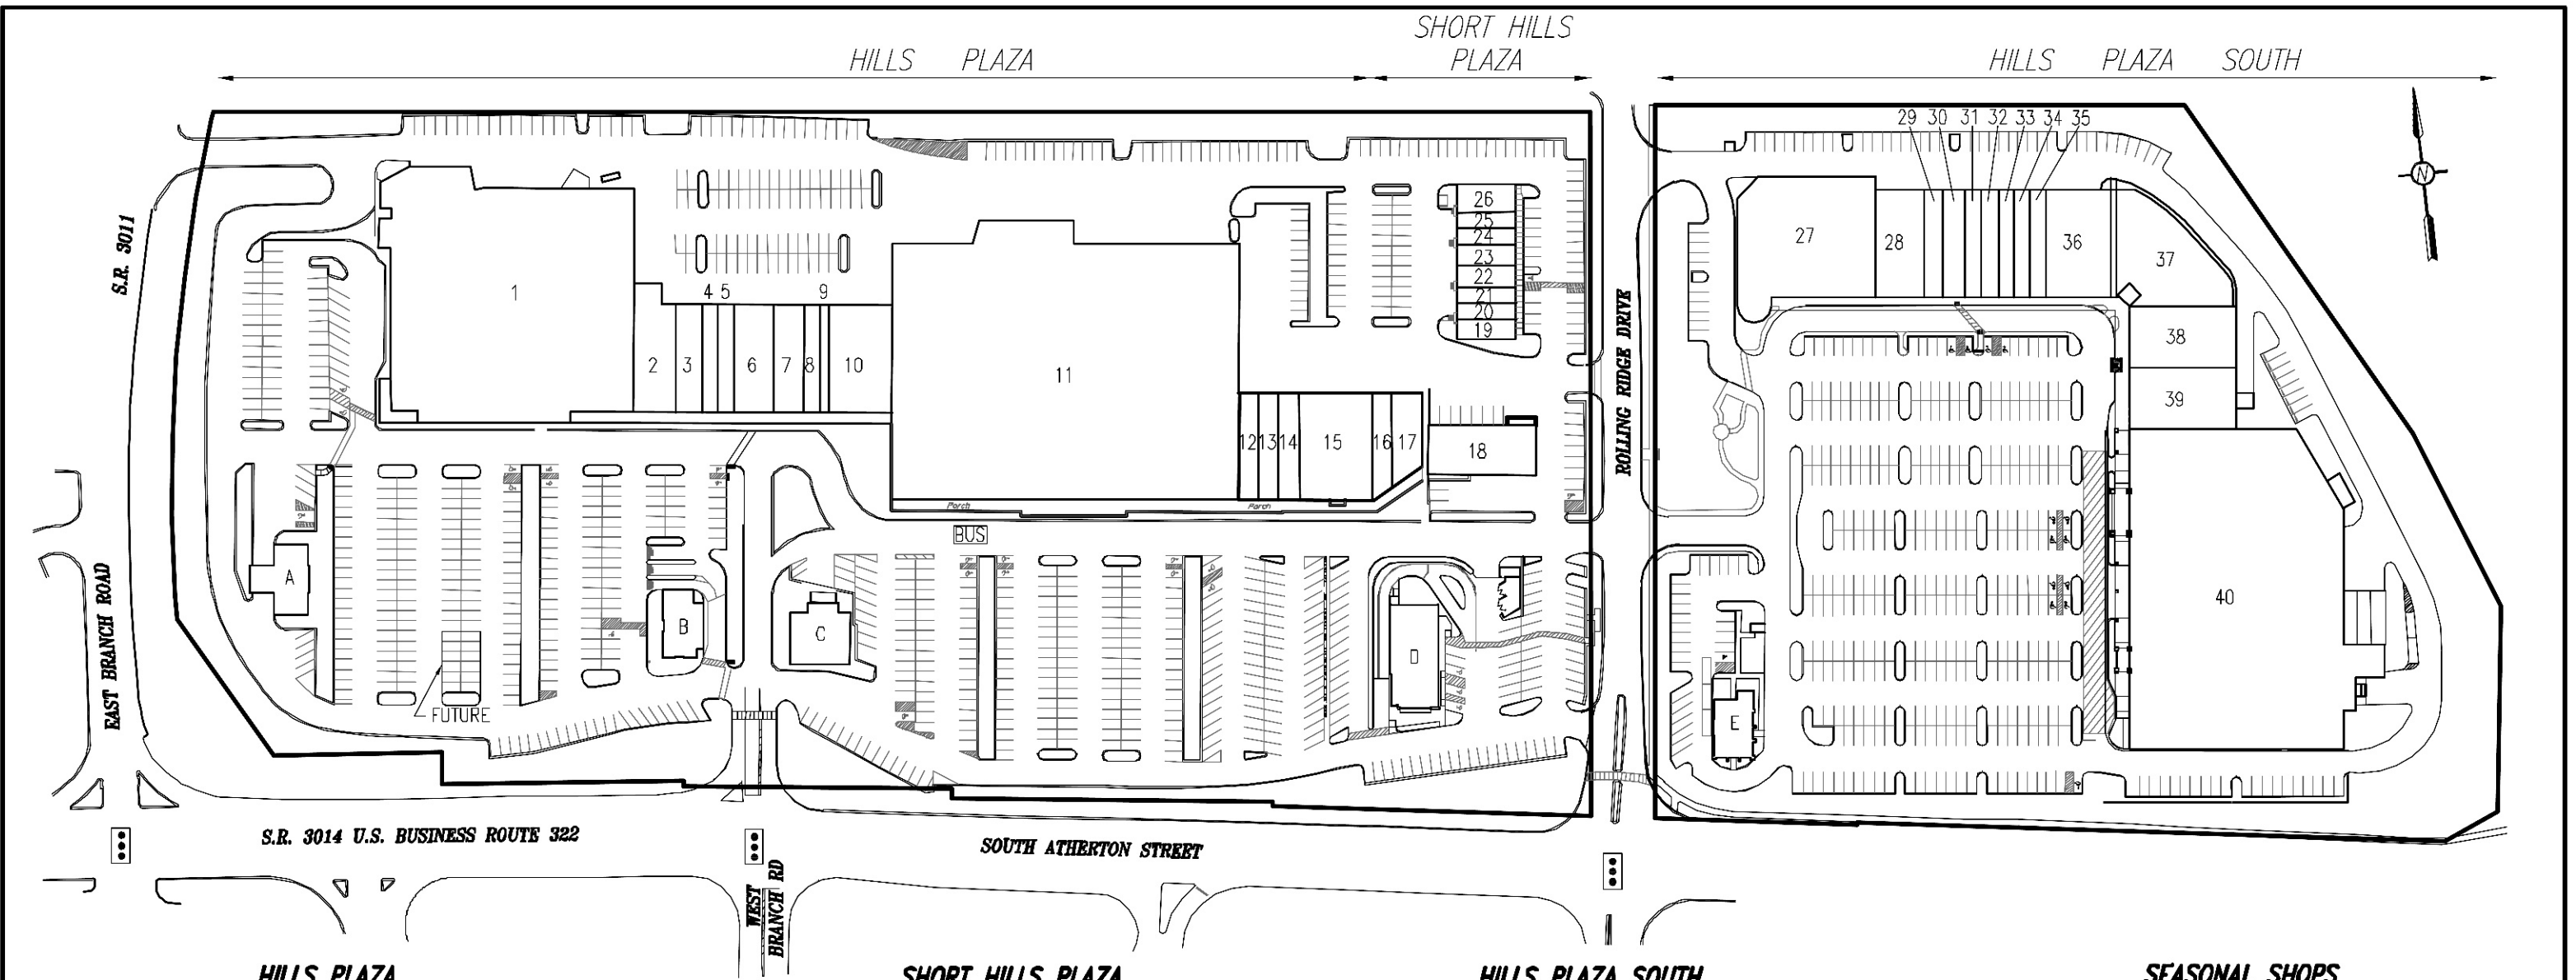 SHORT HILLS
HILLS PLAZA
PLAZA
HILLS PLAZA SOUTH
29 30 31 32 33 34 35
N
S.R. 3011
1
4 5
9
2
3
6
7
8
10
11
26
25
24
23
22
21
20
19
12
13
14
15
16
17
18
27
28
36
37
38
39
40
ROLLING RIDGE DRIVE
Porch
Porch
BUS
A
B
C
D
E
FUTURE
EAST BRANCH ROAD
S.R. 3014 U.S. BUSINESS ROUTE 322
SOUTH ATHERTON STREET
WEST
BRANCH RD
HILLS PLAZA
SHORT HILLS PLAZA
HILLS PLAZA SOUTH
SEASONAL SHOPS